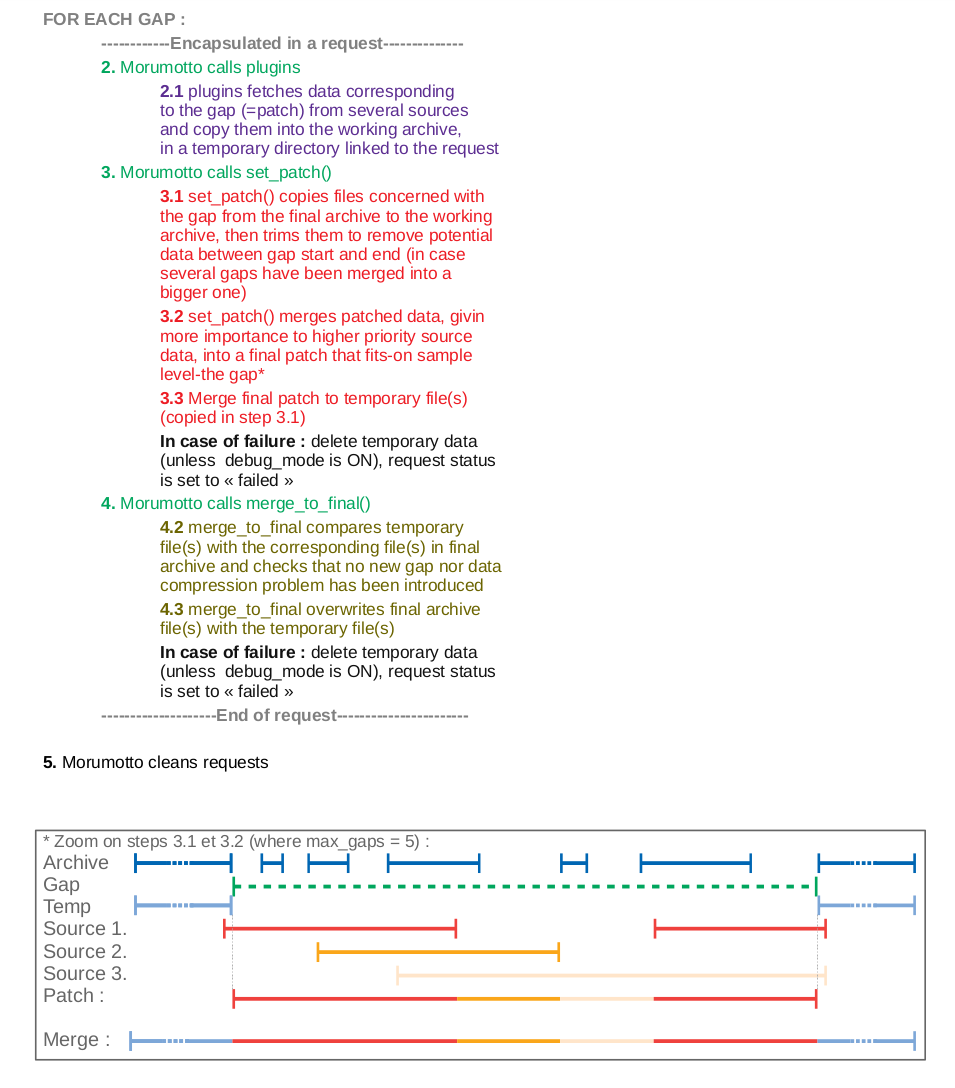 FOR EACH GAP :
------------Encapsulated in a request--------------
2. Morumotto calls plugins
2.1 plugins fetches data corresponding
to the gap (=patch) from several sources
and copy them into the working archive,
in a temporary directory linked to the request
3. Morumotto calls set_patch()
3.1 set_patch() copies files concerned with
the gap from the final archive to the working
archive, then trims them to remove potential
data between gap start and end (in case
several gaps have been merged into a
bigger one)
3.2 set_patch() merges patched data, givin
more importance to higher priority source
data, into a final patch that fits-on sample
level-the gap*
3.3 Merge final patch to temporary file(s)
(copied in step 3.1)
In case of failure : delete temporary data
(unless  debug_mode is ON), request status
is set to « failed »
4. Morumotto calls merge_to_final()
4.2 merge_to_final compares temporary
file(s) with the corresponding file(s) in final
archive and checks that no new gap nor data
compression problem has been introduced
4.3 merge_to_final overwrites final archive
file(s) with the temporary file(s)
In case of failure : delete temporary data
(unless  debug_mode is ON), request status
is set to « failed »
--------------------End of request-----------------------
5. Morumotto cleans requests
* Zoom on steps 3.1 et 3.2 (where max_gaps = 5) :
Archive
Gap
Temp
Source 1.
Source 2.
Source 3.
Patch :
Merge :